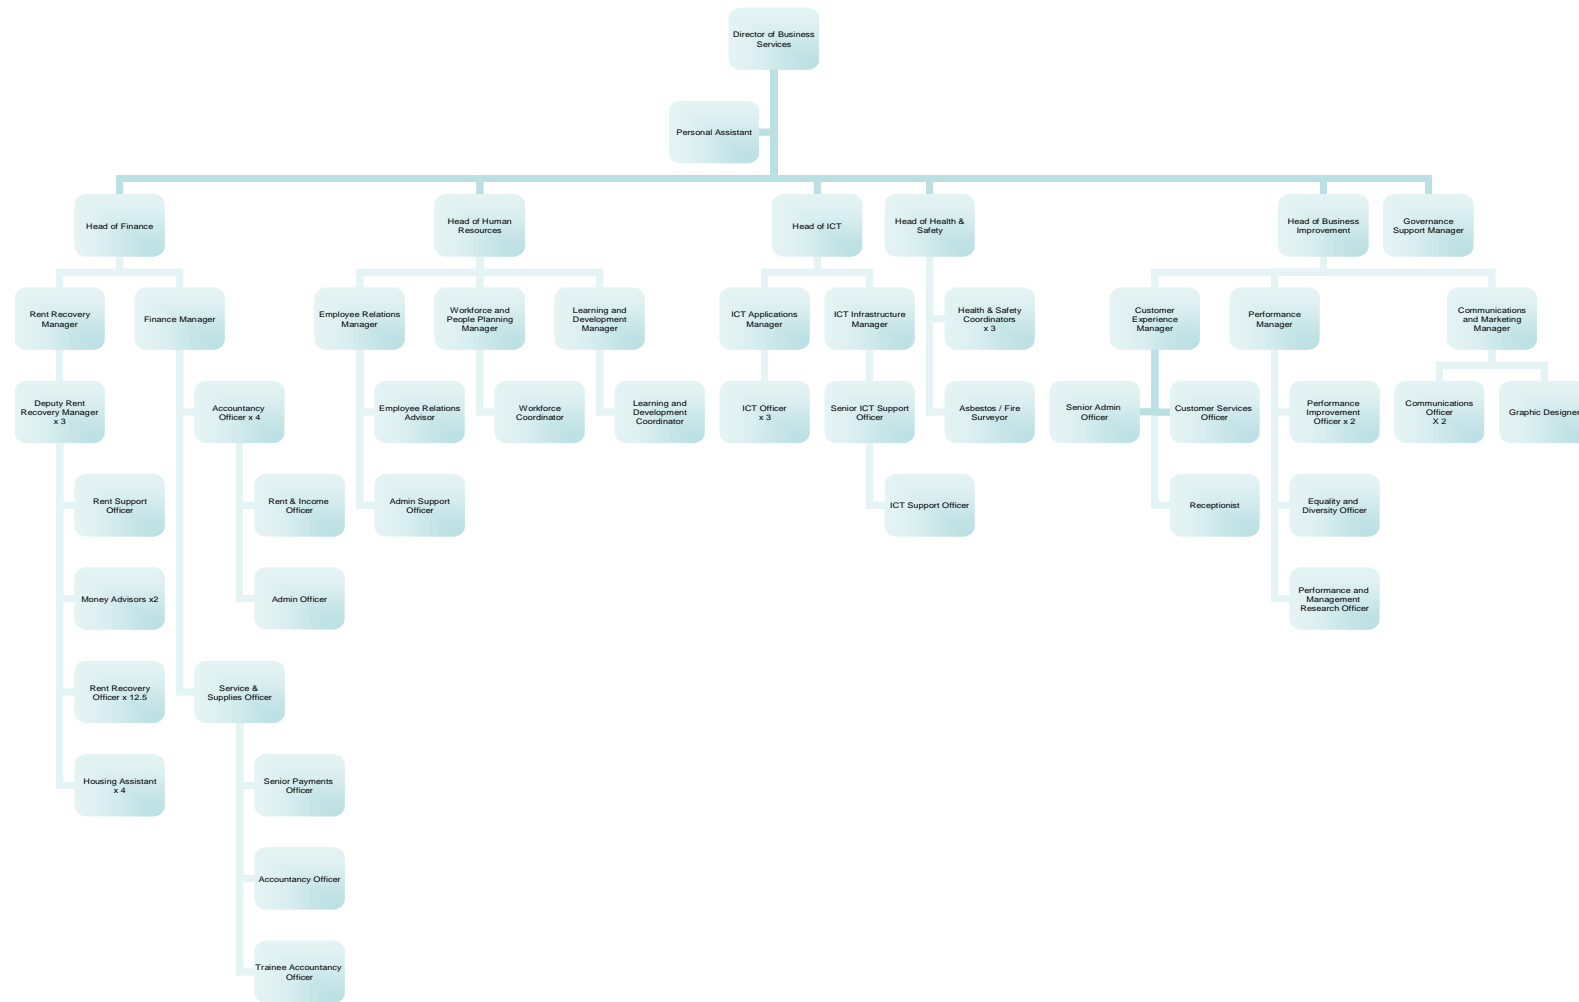 Director of Business
Services
Personal Assistant
Head of Finance
Head of Human
Resources
Head of ICT
Head of Health &
Safety
Head of Business
Improvement
Governance
Support Manager
Rent Recovery
Manager
Finance Manager
Employee Relations
Manager
Workforce and
People Planning
Manager
Learning and
Development
Manager
ICT Applications
Manager
ICT Infrastructure
Manager
Health & Safety
Coordinators
x 3
Customer
Experience
Manager
Performance
Manager
Communications
and Marketing
Manager
Deputy Rent
Recovery Manager
x 3
Accountancy
Officer x 4
Employee Relations
Advisor
Workforce
Coordinator
Learning and
Development
Coordinator
ICT Officer
x 3
Senior ICT Support
Officer
Asbestos / Fire
Surveyor
Senior Admin
Officer
Customer Services
Officer
Performance
Improvement
Officer x 2
Communications
Officer
X 2
Graphic Designer
Rent Support
Officer
Rent & Income
Officer
Admin Support
Officer
ICT Support Officer
Receptionist
Equality and
Diversity Officer
Money Advisors x2
Admin Officer
Performance and
Management
Research Officer
Rent Recovery
Officer x 12.5
Service &
Supplies Officer
Housing Assistant
x 4
Senior Payments
Officer
Accountancy Officer
Trainee Accountancy
Officer